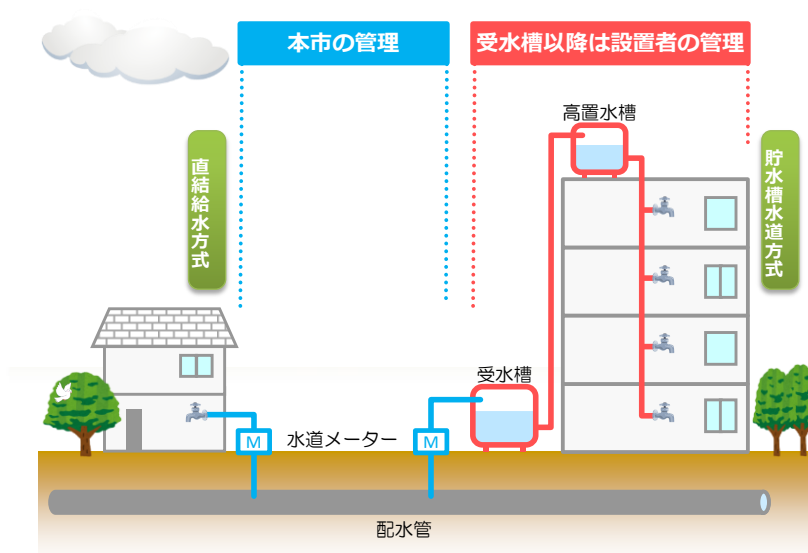 本市の管理
受水槽以降は設置者の管理
高置水槽
直結給水方式
貯水槽水道方式
受水槽
M
水道メーター
M
配水管